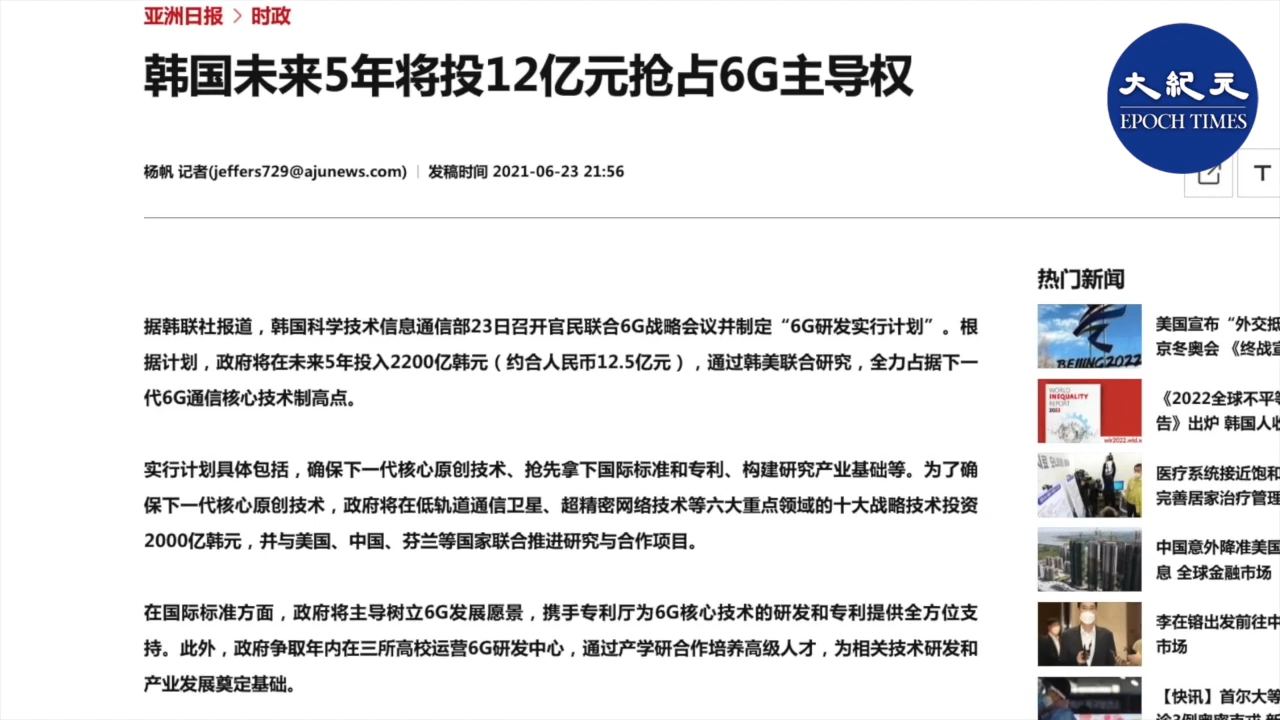 亚洲日报 > 时政
韩国未来5年将投12亿元抢占6G主导权
大紀元
EPOCH TIMES
杨帆 记者(jeffers729@ajunews.com) | 发稿时间 2021-06-23 21:56
T
据韩联社报道，韩国科学技术信息通信部23日召开官民联合6G战略会议并制定“6G研发实行计划”。根
据计划，政府将在未来5年投入2200亿韩元（约合人民币12.5亿元），通过韩美联合研究，全力占据下一
代6G通信核心技术制高点。
实行计划具体包括，确保下一代核心原创技术、抢先拿下国际标准和专利、构建研究产业基础等。为了确
保下一代核心原创技术，政府将在低轨道通信卫星、超精密网络技术等六大重点领域的十大战略技术投资
2000亿韩元，并与美国、中国、芬兰等国家联合推进研究与合作项目。
在国际标准方面，政府将主导树立6G发展愿景，携手专利厅为6G核心技术的研发和专利提供全方位支
持。此外，政府争取年内在三所高校运营6G研发中心，通过产学研合作培养高级人才，为相关技术研发和
产业发展奠定基础。
热门新闻
BEIJING 2022
美国宣布“外交抵
京冬奥会 《终战宣
WORLD
INEQUALITY
REPORT
2022
《2022全球不平等
告》出炉 韩国人收
医疗系统接近饱和
完善居家治疗管理
中国意外降准美国
息 全球金融市场
李在镕出发前往中
市场
【快讯】首尔大等